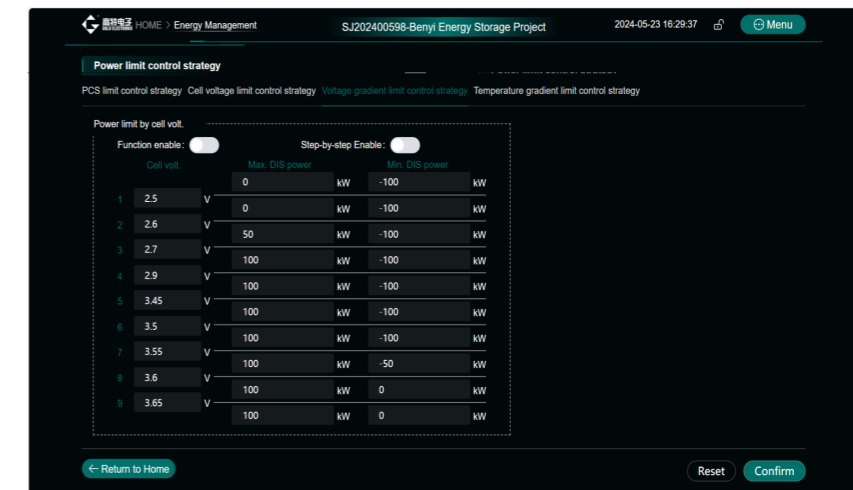 高特电子 HOME > Energy Management SJ202400598-Benyi Energy Storage Project 2024-05-23 16:29:37 Menu
GOLD ELECTRONIC
Power limit control strategy
PCS limit control strategy Cell voltage limit control strategy Voltage gradient limit control strategy Temperature gradient limit control strategy
Power limit by cell volt.
Function enable: Step-by-step Enable:
Cell volt. Max. DIS power Min. DIS power
0 kW -100 kW
1 2.5 V
0 kW -100 kW
2 2.6 V
50 kW -100 kW
3 2.7 V
100 kW -100 kW
4 2.9 V
100 kW -100 kW
5 3.45 V
100 kW -100 kW
6 3.5 V
100 kW -100 kW
7 3.55 V
100 kW -50 kW
8 3.6 V
100 kW 0 kW
9 3.65 V
100 kW 0 kW
← Return to Home Reset Confirm